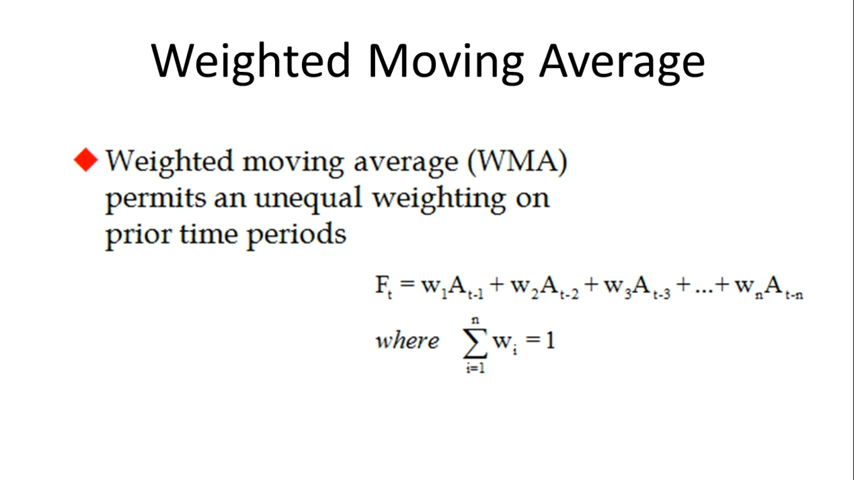 Weighted Moving Average
Weighted moving average (WMA)
permits an unequal weighting on
prior time periods
Fₜ = w₁Aₜ₋₁ + w₂Aₜ₋₂ + w₃Aₜ₋₃ + ... + wₙAₜ₋ₙ
n
where ∑ wᵢ = 1
i=1